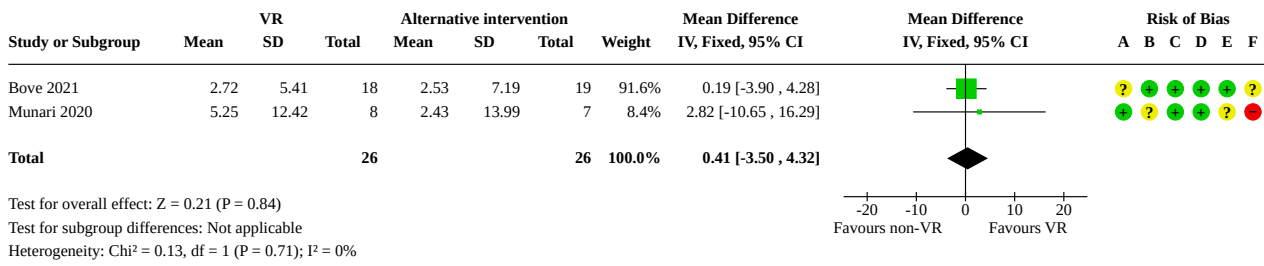 VR Alternative intervention Mean Difference Mean Difference Risk of Bias
Study or Subgroup Mean SD Total Mean SD Total Weight IV, Fixed, 95% CI IV, Fixed, 95% CI A B C D E F
Bove 2021 2.72 5.41 18 2.53 7.19 19 91.6% 0.19 [-3.90 , 4.28] ? + + + + ?
Munari 2020 5.25 12.42 8 2.43 13.99 7 8.4% 2.82 [-10.65 , 16.29] + ? + + ? −
Total 26 26 100.0% 0.41 [-3.50 , 4.32]
Test for overall effect: Z = 0.21 (P = 0.84) -20 -10 0 10 20
Test for subgroup differences: Not applicable Favours non-VR Favours VR
Heterogeneity: Chi² = 0.13, df = 1 (P = 0.71); I² = 0%